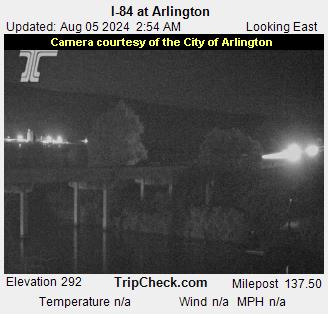 I-84 at Arlington
Updated: Aug 05 2024 2:54 AM Looking East
Camera courtesy of the City of Arlington
Elevation 292 TripCheck.com Milepost 137.50
Temperature n/a Wind n/a MPH n/a